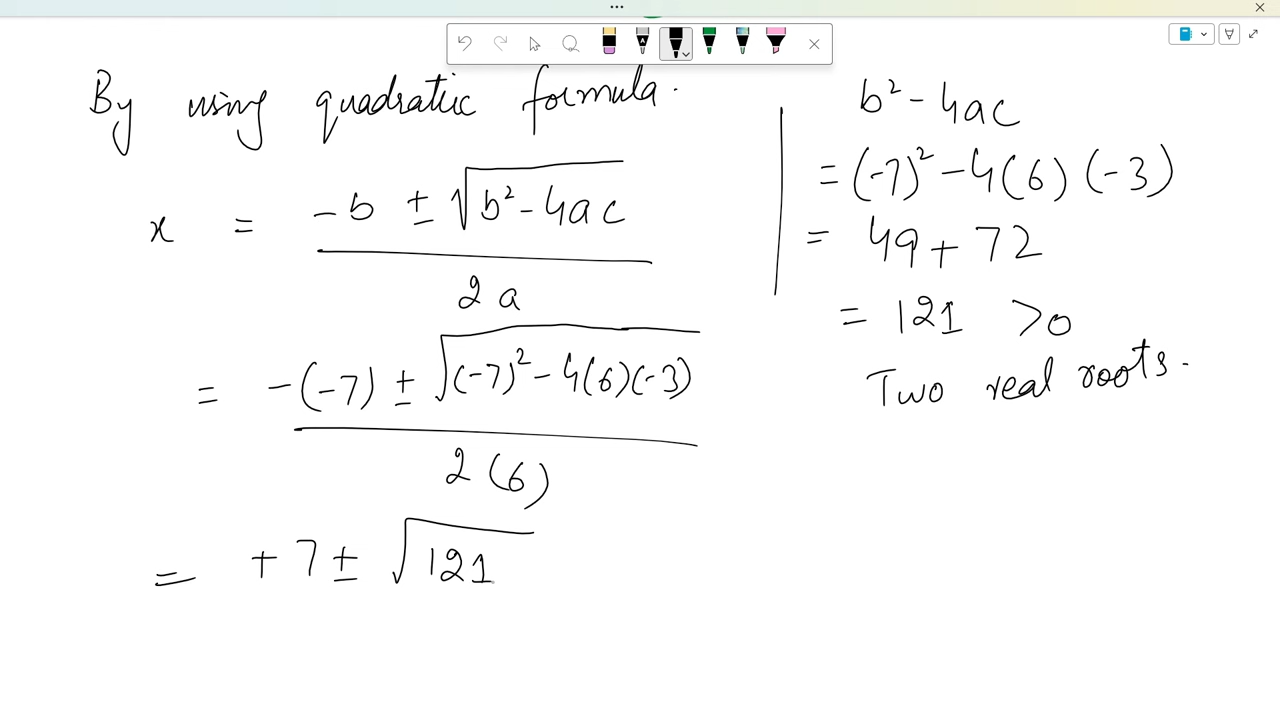 By using quadratic formula.
x = -b ± √b² - 4ac
2a
= -(-7) ± √(-7)² - 4(6)(-3)
2(6)
= +7 ± √121
b² - 4ac
= (-7)² - 4(6)(-3)
= 49 + 72
= 121 >0
Two real roots.